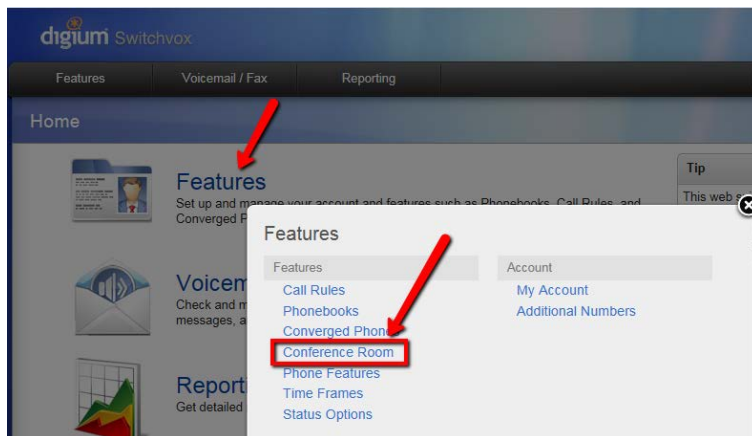 digium Switchvox
Features Voicemail / Fax Reporting
Home
Features
Set up and manage your account and features such as Phonebooks, Call Rules, and
Converged P
Tip
This web s
Voicem
Check and m
messages, a
Report
Get detailed
Features
Features
Call Rules
Phonebooks
Converged Phone
Conference Room
Phone Features
Time Frames
Status Options
Account
My Account
Additional Numbers